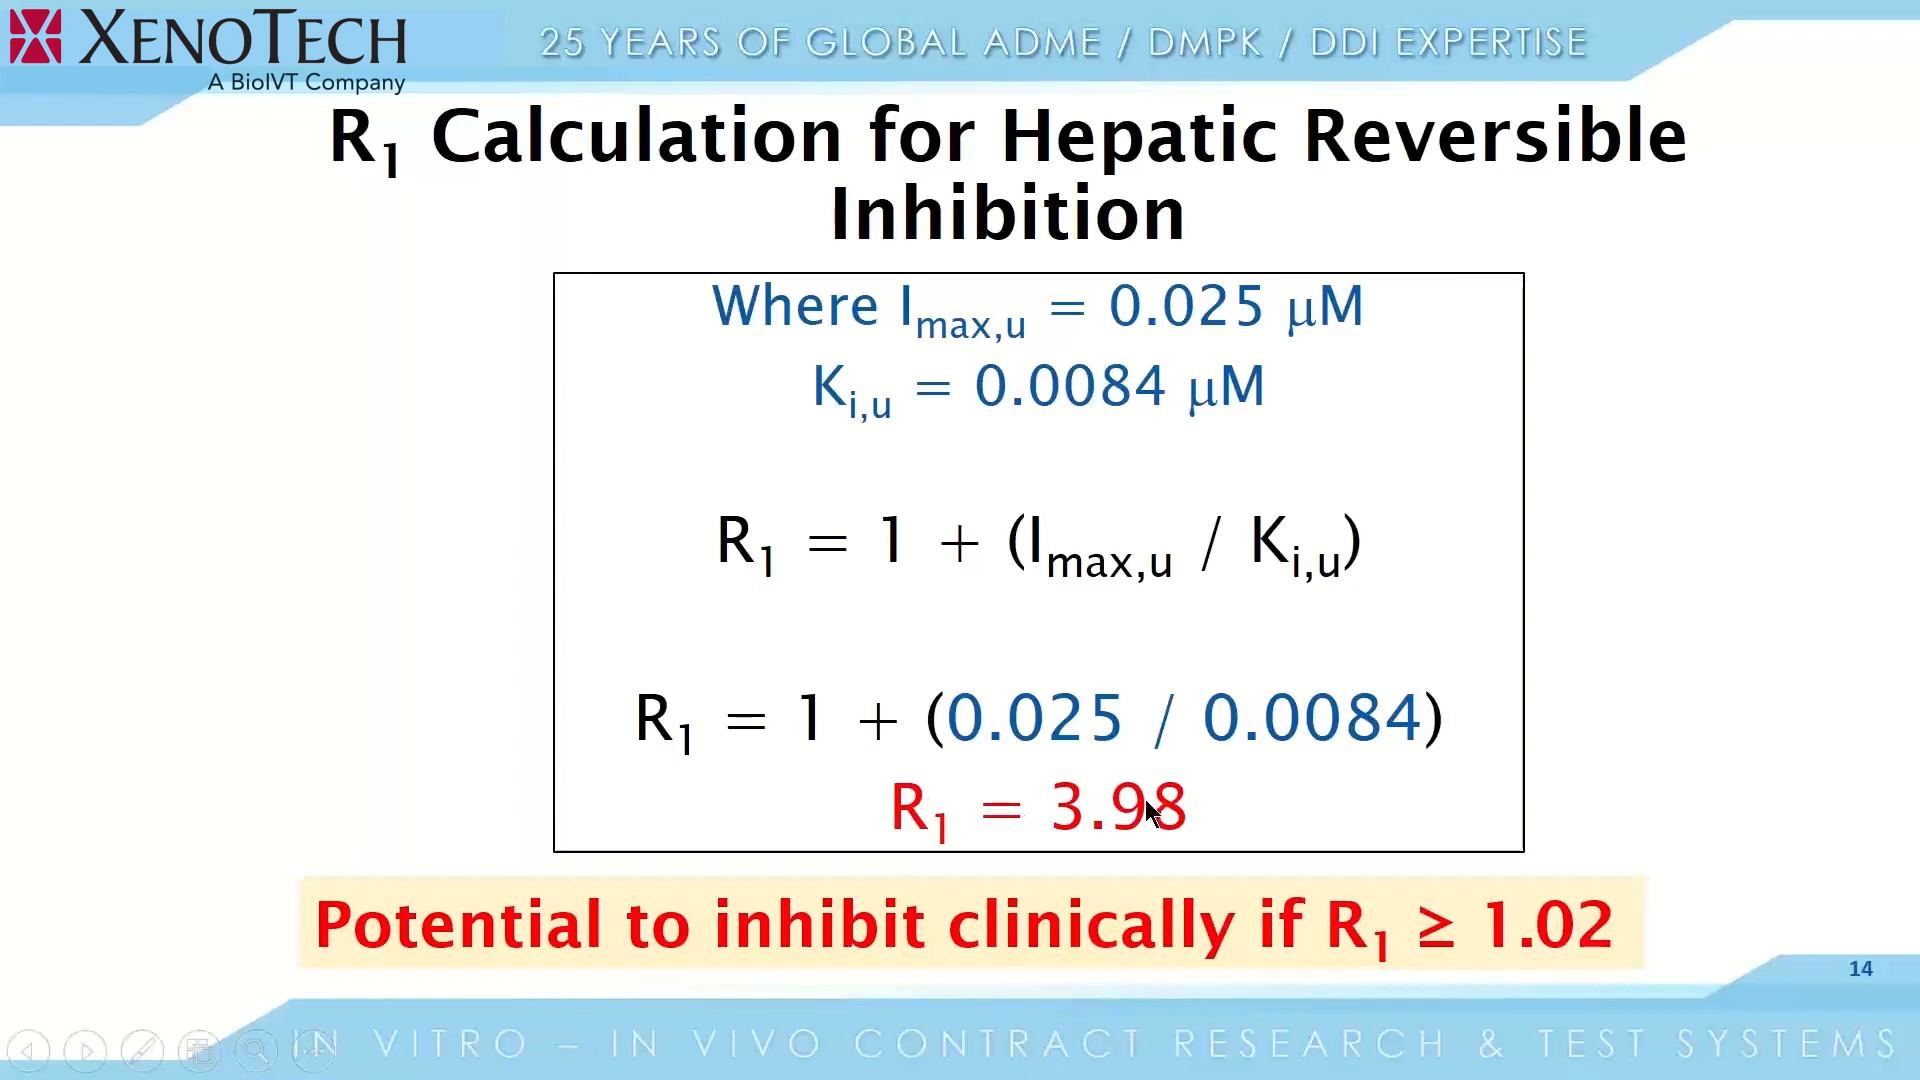 XENOTECH
A BioIVT Company
25 YEARS OF GLOBAL ADME / DMPK / DDI EXPERTISE
R₁ Calculation for Hepatic Reversible
Inhibition
Where Imax,u = 0.025 μM
Ki,u = 0.0084 μM
R₁ = 1 + (Imax,u / Ki,u)
R₁ = 1 + (0.025 / 0.0084)
R₁ = 3.98
Potential to inhibit clinically if R₁ ≥ 1.02
14
IN VITRO – IN VIVO CONTRACT RESEARCH & TEST SYSTEMS